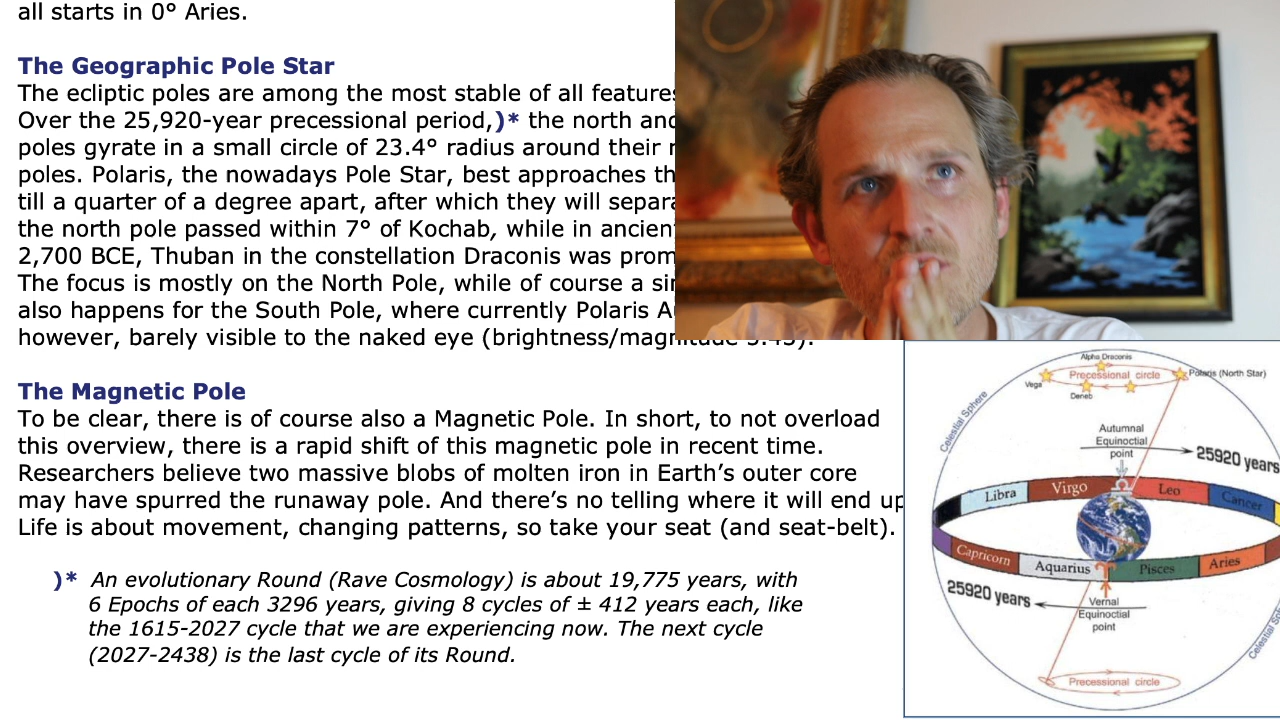 all starts in 0° Aries.
The Geographic Pole Star
The ecliptic poles are among the most stable of all features
Over the 25,920-year precessional period,)* the north and
poles gyrate in a small circle of 23.4° radius around their
poles. Polaris, the nowadays Pole Star, best approaches
till a quarter of a degree apart, after which they will
the north pole passed within 7° of Kochab, while in ancient
2,700 BCE, Thuban in the constellation Draconis was
The focus is mostly on the North Pole, while of course a
also happens for the South Pole, where currently Polaris
however, barely visible to the naked eye (brightness/magnitude
The Magnetic Pole
To be clear, there is of course also a Magnetic Pole. In short, to not overload
this overview, there is a rapid shift of this magnetic pole in recent time.
Researchers believe two massive blobs of molten iron in Earth's outer core
may have spurred the runaway pole. And there's no telling where it will end up
Life is about movement, changing patterns, so take your seat (and seat-belt).
)* An evolutionary Round (Rave Cosmology) is about 19,775 years, with
6 Epochs of each 3296 years, giving 8 cycles of ± 412 years each, like
the 1615-2027 cycle that we are experiencing now. The next cycle
(2027-2438) is the last cycle of its Round.
Alpha Draconis
Precessional circle
Polaris (North Star)
Vega
Deneb
Celestial Sphere
Autumnal
Equinoctial
point
25920 years
Libra
Virgo
Leo
Cancer
Capricorn
Aquarius
Pisces
Aries
25920 years
Vernal
Equinoctial
point
Celestial
Precessional circle